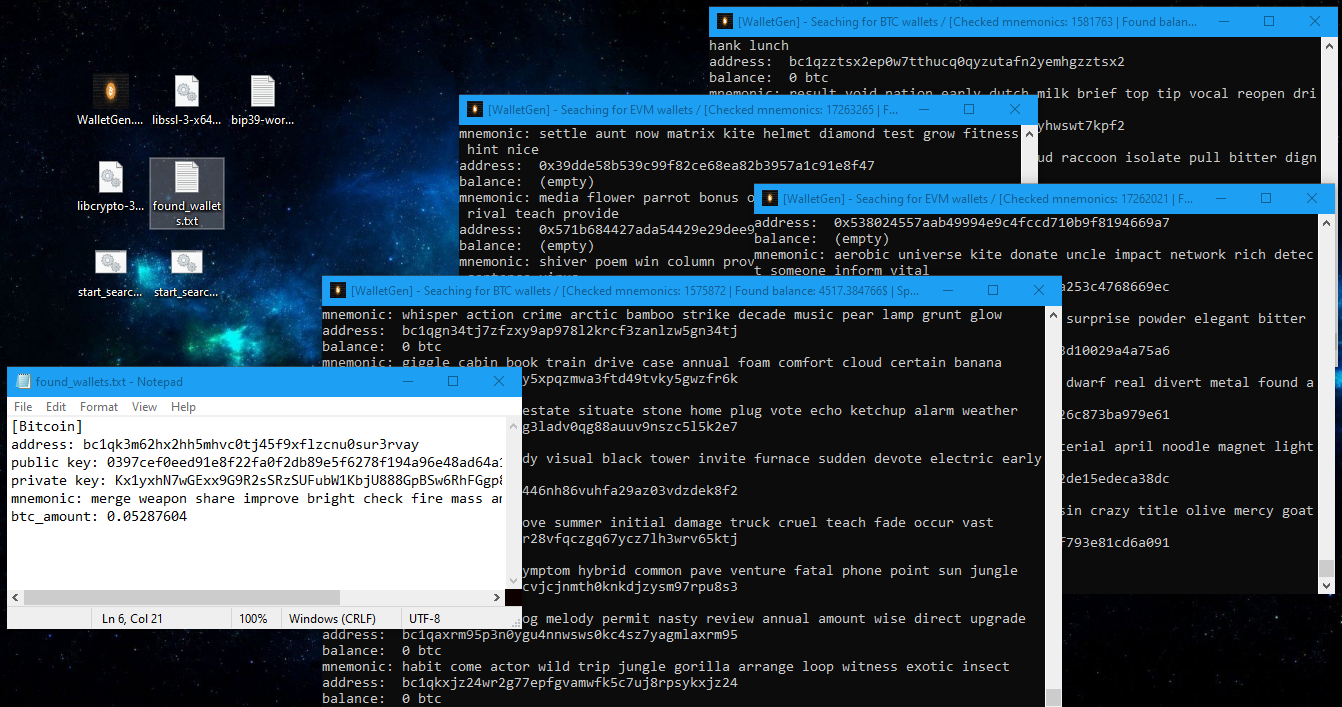 WalletGen....
libssl-3-x64...
bip39-wor...
libcrypto-3...
found_wallet
s.txt
start_searc...
start_searc...
[WalletGen] - Seaching for BTC wallets / [Checked mnemonics: 1581763 | Found balan...
hank lunch
address:  bc1qzztsx2ep0w7tthucq0qyzutafn2yemhgzztsx2
balance:  0 btc
mnemonic: result void nation early dutch milk brief top tip vocal reopen dri
yhwswt7kpf2
ud raccoon isolate pull bitter dign
[WalletGen] - Seaching for EVM wallets / [Checked mnemonics: 17263265 | F...
mnemonic: settle aunt now matrix kite helmet diamond test grow fitness
hint nice
address:  0x39dde58b539c99f82ce68ea82b3957a1c91e8f47
balance:  (empty)
mnemonic: media flower parrot bonus o
rival teach provide
address:  0x571b684427ada54429e29dee9
balance:  (empty)
mnemonic: shiver poem win column prov
[WalletGen] - Seaching for EVM wallets / [Checked mnemonics: 17262021 | F...
address:  0x538024557aab49994e9c4fccd710b9f8194669a7
balance:  (empty)
mnemonic: aerobic universe kite donate uncle impact network rich detec
t someone inform vital
a253c4768669ec
surprise powder elegant bitter
8d10029a4a75a6
dwarf real divert metal found a
26c873ba979e61
cerial april noodle magnet light
2de15edeca38dc
sin crazy title olive mercy goat
f793e81cd6a091
[WalletGen] - Seaching for BTC wallets / [Checked mnemonics: 1575872 | Found balance: 4517.384766$ | Sp...
mnemonic: whisper action crime arctic bamboo strike decade music pear lamp grunt glow
address:  bc1qgn34tj7zfzxy9ap978l2krcf3zanlzw5gn34tj
balance:  0 btc
mnemonic: giggle cabin book train drive case annual foam comfort cloud certain banana
y5xpqzmwa3ftd49tvky5gwzfr6k
estate situate stone home plug vote echo ketchup alarm weather
g3ladv0qg88auuv9nszc5l5k2e7
dy visual black tower invite furnace sudden devote electric early
446nh86vuhfa29az03vdzdek8f2
ove summer initial damage truck cruel teach fade occur vast
r28vfqczgq67ycz7lh3wrv65ktj
ymptom hybrid common pave venture fatal phone point sun jungle
cvjcjnmth0knkdjzysm97rpu8s3
og melody permit nasty review annual amount wise direct upgrade
address:  bc1qaxrm95p3n0ygu4nnwsws0kc4sz7yagmlaxrm95
balance:  0 btc
mnemonic: habit come actor wild trip jungle gorilla arrange loop witness exotic insect
address:  bc1qkxjz24wr2g77epfgvamwfk5c7uj8rpsykxjz24
balance:  0 btc
found_wallets.txt - Notepad
File Edit Format View Help
[Bitcoin]
address: bc1qk3m62hx2hh5mhvc0tj45f9xflzcnu0sur3rvay
public key: 0397cef0eed91e8f22fa0f2db89e5f6278f194a96e48ad64a1
private key: Kx1yxhN7wGExx9G9R2sSRzSUFubW1KbjU888GpBSw6RhFGgp8
mnemonic: merge weapon share improve bright check fire mass an
btc_amount: 0.05287604
Ln 6, Col 21 100% Windows (CRLF) UTF-8